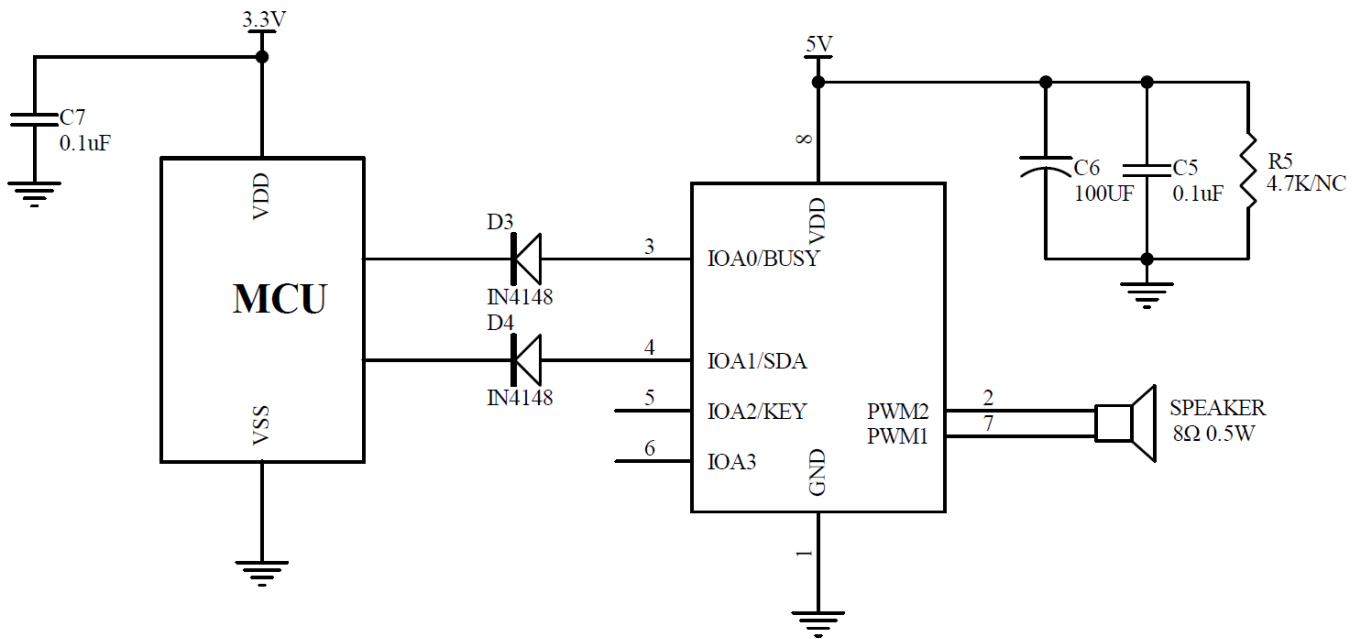 3.3V
C7
0.1uF
VDD
MCU
VSS
D3
IN4148
D4
IN4148
5V
8
VDD
3
IOA0/BUSY
4
IOA1/SDA
5
IOA2/KEY
6
IOA3
PWM2
2
PWM1
7
GND
1
C6
100UF
C5
0.1uF
R5
4.7K/NC
SPEAKER
8Ω 0.5W